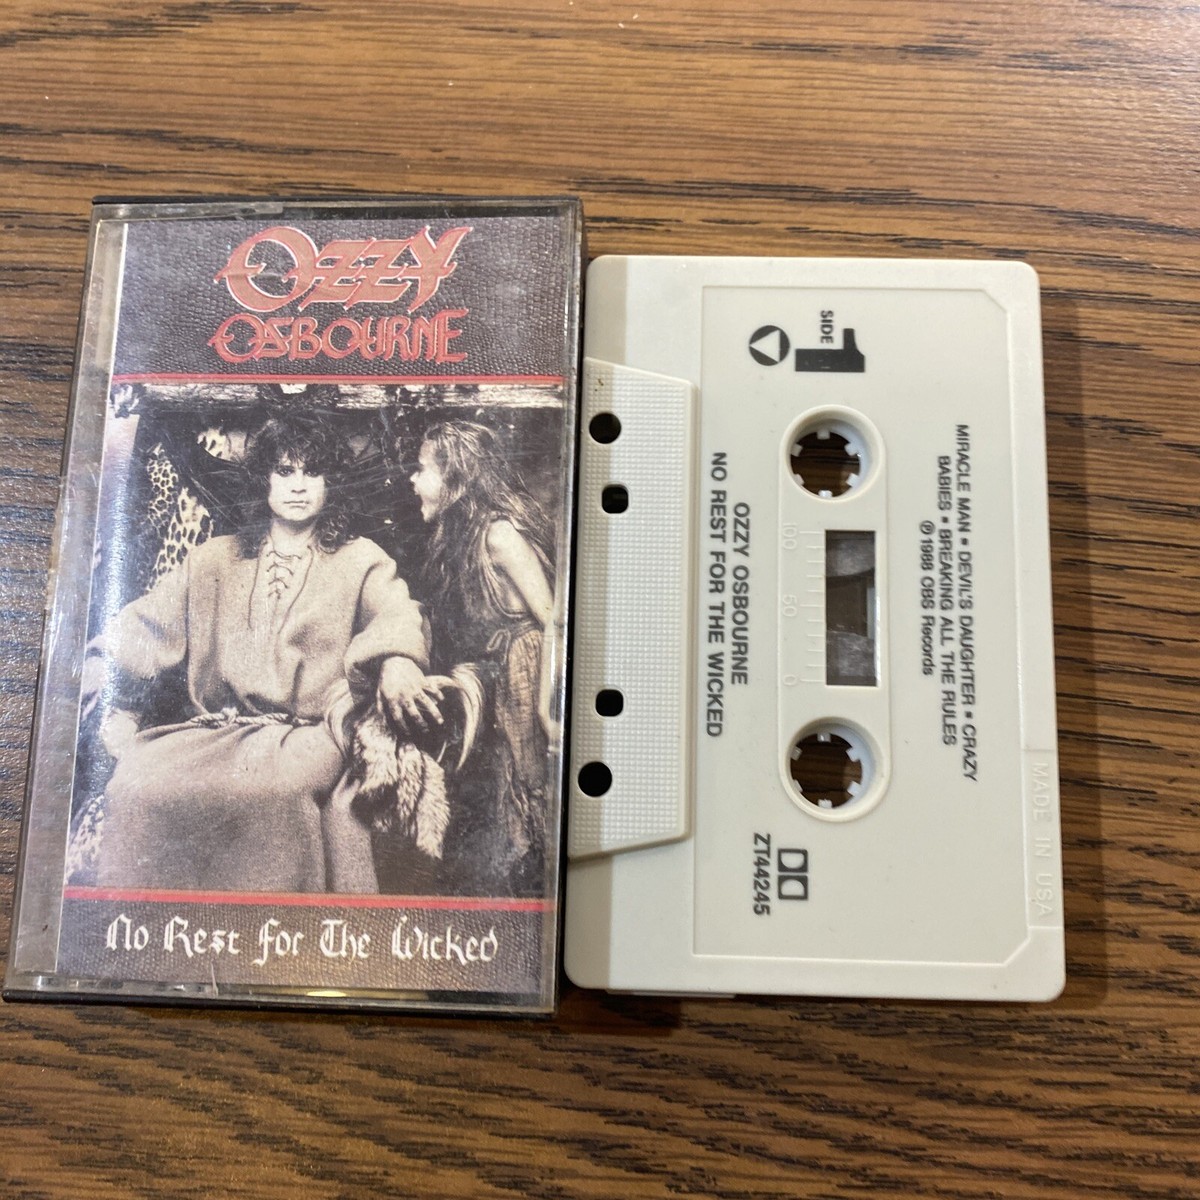 OZZY
OSBOURNE
No Rest for The Wicked
SIDE 1
OZZY OSBOURNE
NO REST FOR THE WICKED
MIRACLE MAN ■ DEVIL'S DAUGHTER ■ CRAZY
BABIES ■ BREAKING ALL THE RULES
℗1988 CBS Records
100 50 0
ZT44245
MADE IN USA